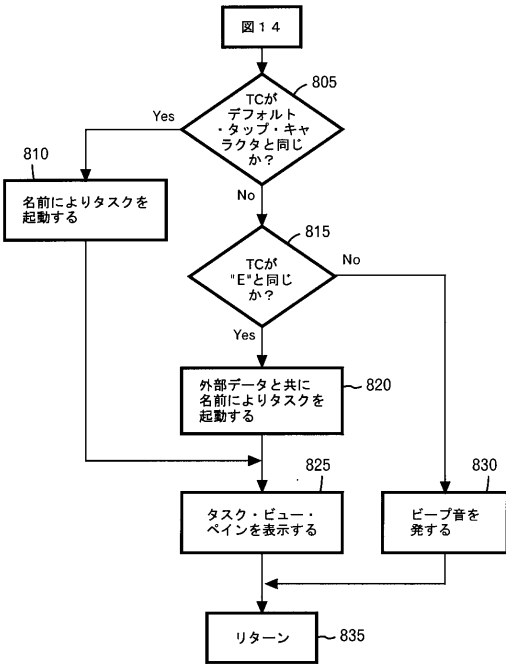 図14
805
TCが
デフォルト
・タップ・キャ
ラクタと同じ
か？
Yes
810
No
名前によりタスクを
起動する
815
TCが
"E"と同じ
か？
No
Yes
外部データと共に
名前によりタスクを
起動する
820
825
830
タスク・ビュー・
ペインを表示する
ビープ音を
発する
リターン
835